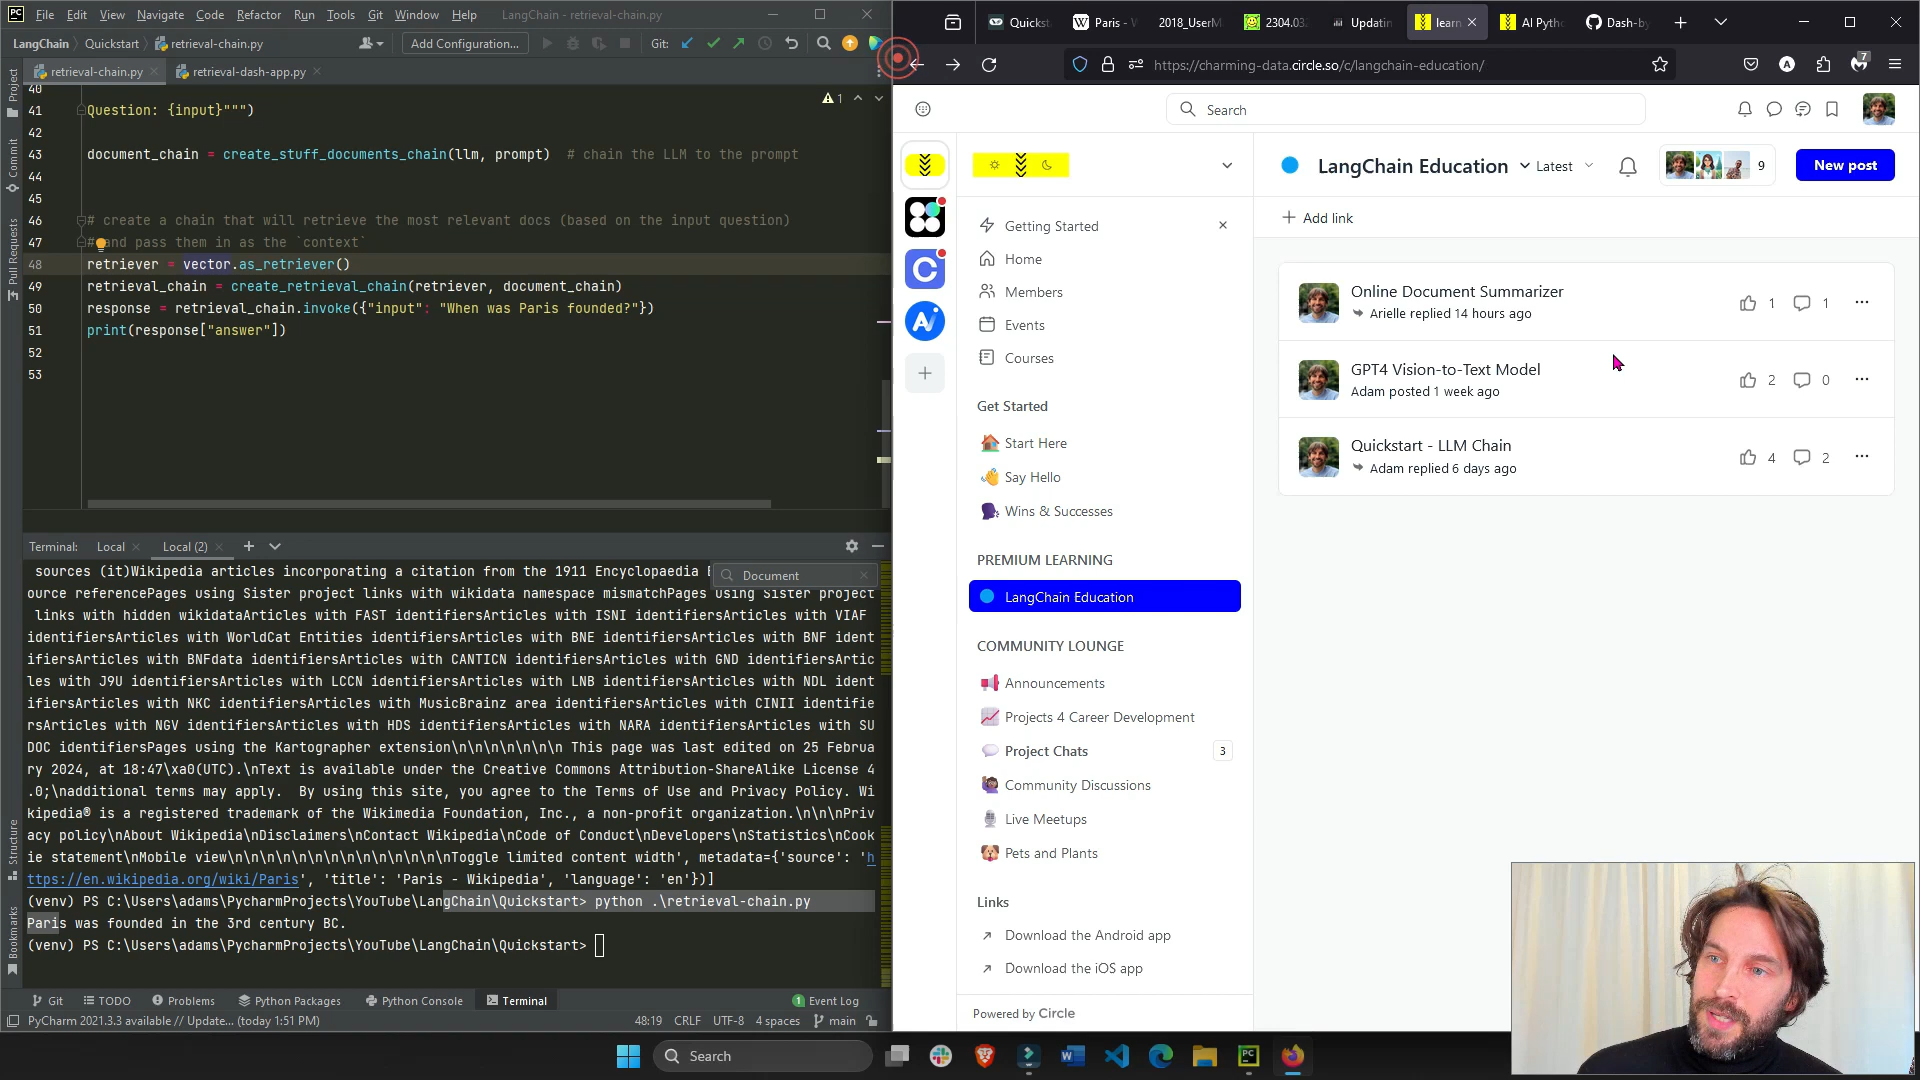 File Edit View Navigate Code Refactor Run Tools Git Window Help LangChain - retrieval-chain.py
LangChain Quickstart retrieval-chain.py Add Configuration... Git:
retrieval-chain.py retrieval-dash-app.py
Project
Commit
Pull Requests
Structure
Bookmarks
1
40
41 Question: {input}""")
42
43 document_chain = create_stuff_documents_chain(llm, prompt)  # chain the LLM to the prompt
44
45
46 # create a chain that will retrieve the most relevant docs (based on the input question)
47 # and pass them in as the `context`
48 retriever = vector.as_retriever()
49 retrieval_chain = create_retrieval_chain(retriever, document_chain)
50 response = retrieval_chain.invoke({"input": "When was Paris founded?"})
51 print(response["answer"])
52
53
Terminal: Local Local (2)
Document
sources (it)Wikipedia articles incorporating a citation from the 1911 Encyclopaedia
ource referencePages using Sister project links with wikidata namespace mismatchPages using Sister project
links with hidden wikidataArticles with FAST identifiersArticles with ISNI identifiersArticles with VIAF
identifiersArticles with WorldCat Entities identifiersArticles with BNE identifiersArticles with BNF ident
ifiersArticles with BNFdata identifiersArticles with CANTICN identifiersArticles with GND identifiersArtic
les with J9U identifiersArticles with LCCN identifiersArticles with LNB identifiersArticles with NDL ident
ifiersArticles with NKC identifiersArticles with MusicBrainz area identifiersArticles with CINII identifie
rsArticles with NGV identifiersArticles with HDS identifiersArticles with NARA identifiersArticles with SU
DOC identifiersPages using the Kartographer extension\n\n\n\n\n\n\n\n This page was last edited on 25 Februa
ry 2024, at 18:47\xa0(UTC).\nText is available under the Creative Commons Attribution-ShareAlike License 4
.0;\nadditional terms may apply.  By using this site, you agree to the Terms of Use and Privacy Policy. Wi
kipedia® is a registered trademark of the Wikimedia Foundation, Inc., a non-profit organization.\n\n\n\nPriv
acy policy\nAbout Wikipedia\nDisclaimers\nContact Wikipedia\nCode of Conduct\nDevelopers\nStatistics\nCook
ie statement\nMobile view\n\n\n\n\n\n\n\n\n\n\n\n\n\n\n\nToggle limited content width', metadata={'source': 'h
ttps://en.wikipedia.org/wiki/Paris', 'title': 'Paris - Wikipedia', 'language': 'en'})]
(venv) PS C:\Users\adams\PycharmProjects\YouTube\LangChain\Quickstart> python .\retrieval-chain.py
Paris was founded in the 3rd century BC.
(venv) PS C:\Users\adams\PycharmProjects\YouTube\LangChain\Quickstart>
Git TODO Problems Python Packages Python Console Terminal 1 Event Log
PyCharm 2021.3.3 available // Update... (today 1:51 PM) 48:19 CRLF UTF-8 4 spaces main
Quickst Paris - W 2018_UserM 2304.03 Updatin learn AI Pytho Dash-by
https://charming-data.circle.so/c/langchain-education/
7
Search
LangChain Education Latest 9 New post
Add link
Getting Started
Home
Members
Events
Courses
Get Started
Start Here
Say Hello
Wins & Successes
PREMIUM LEARNING
LangChain Education
COMMUNITY LOUNGE
Announcements
Projects 4 Career Development
Project Chats 3
Community Discussions
Live Meetups
Pets and Plants
Links
Download the Android app
Download the iOS app
Powered by Circle
Online Document Summarizer
Arielle replied 14 hours ago
1 1
GPT4 Vision-to-Text Model
Adam posted 1 week ago
2 0
Quickstart - LLM Chain
Adam replied 6 days ago
4 2
Search